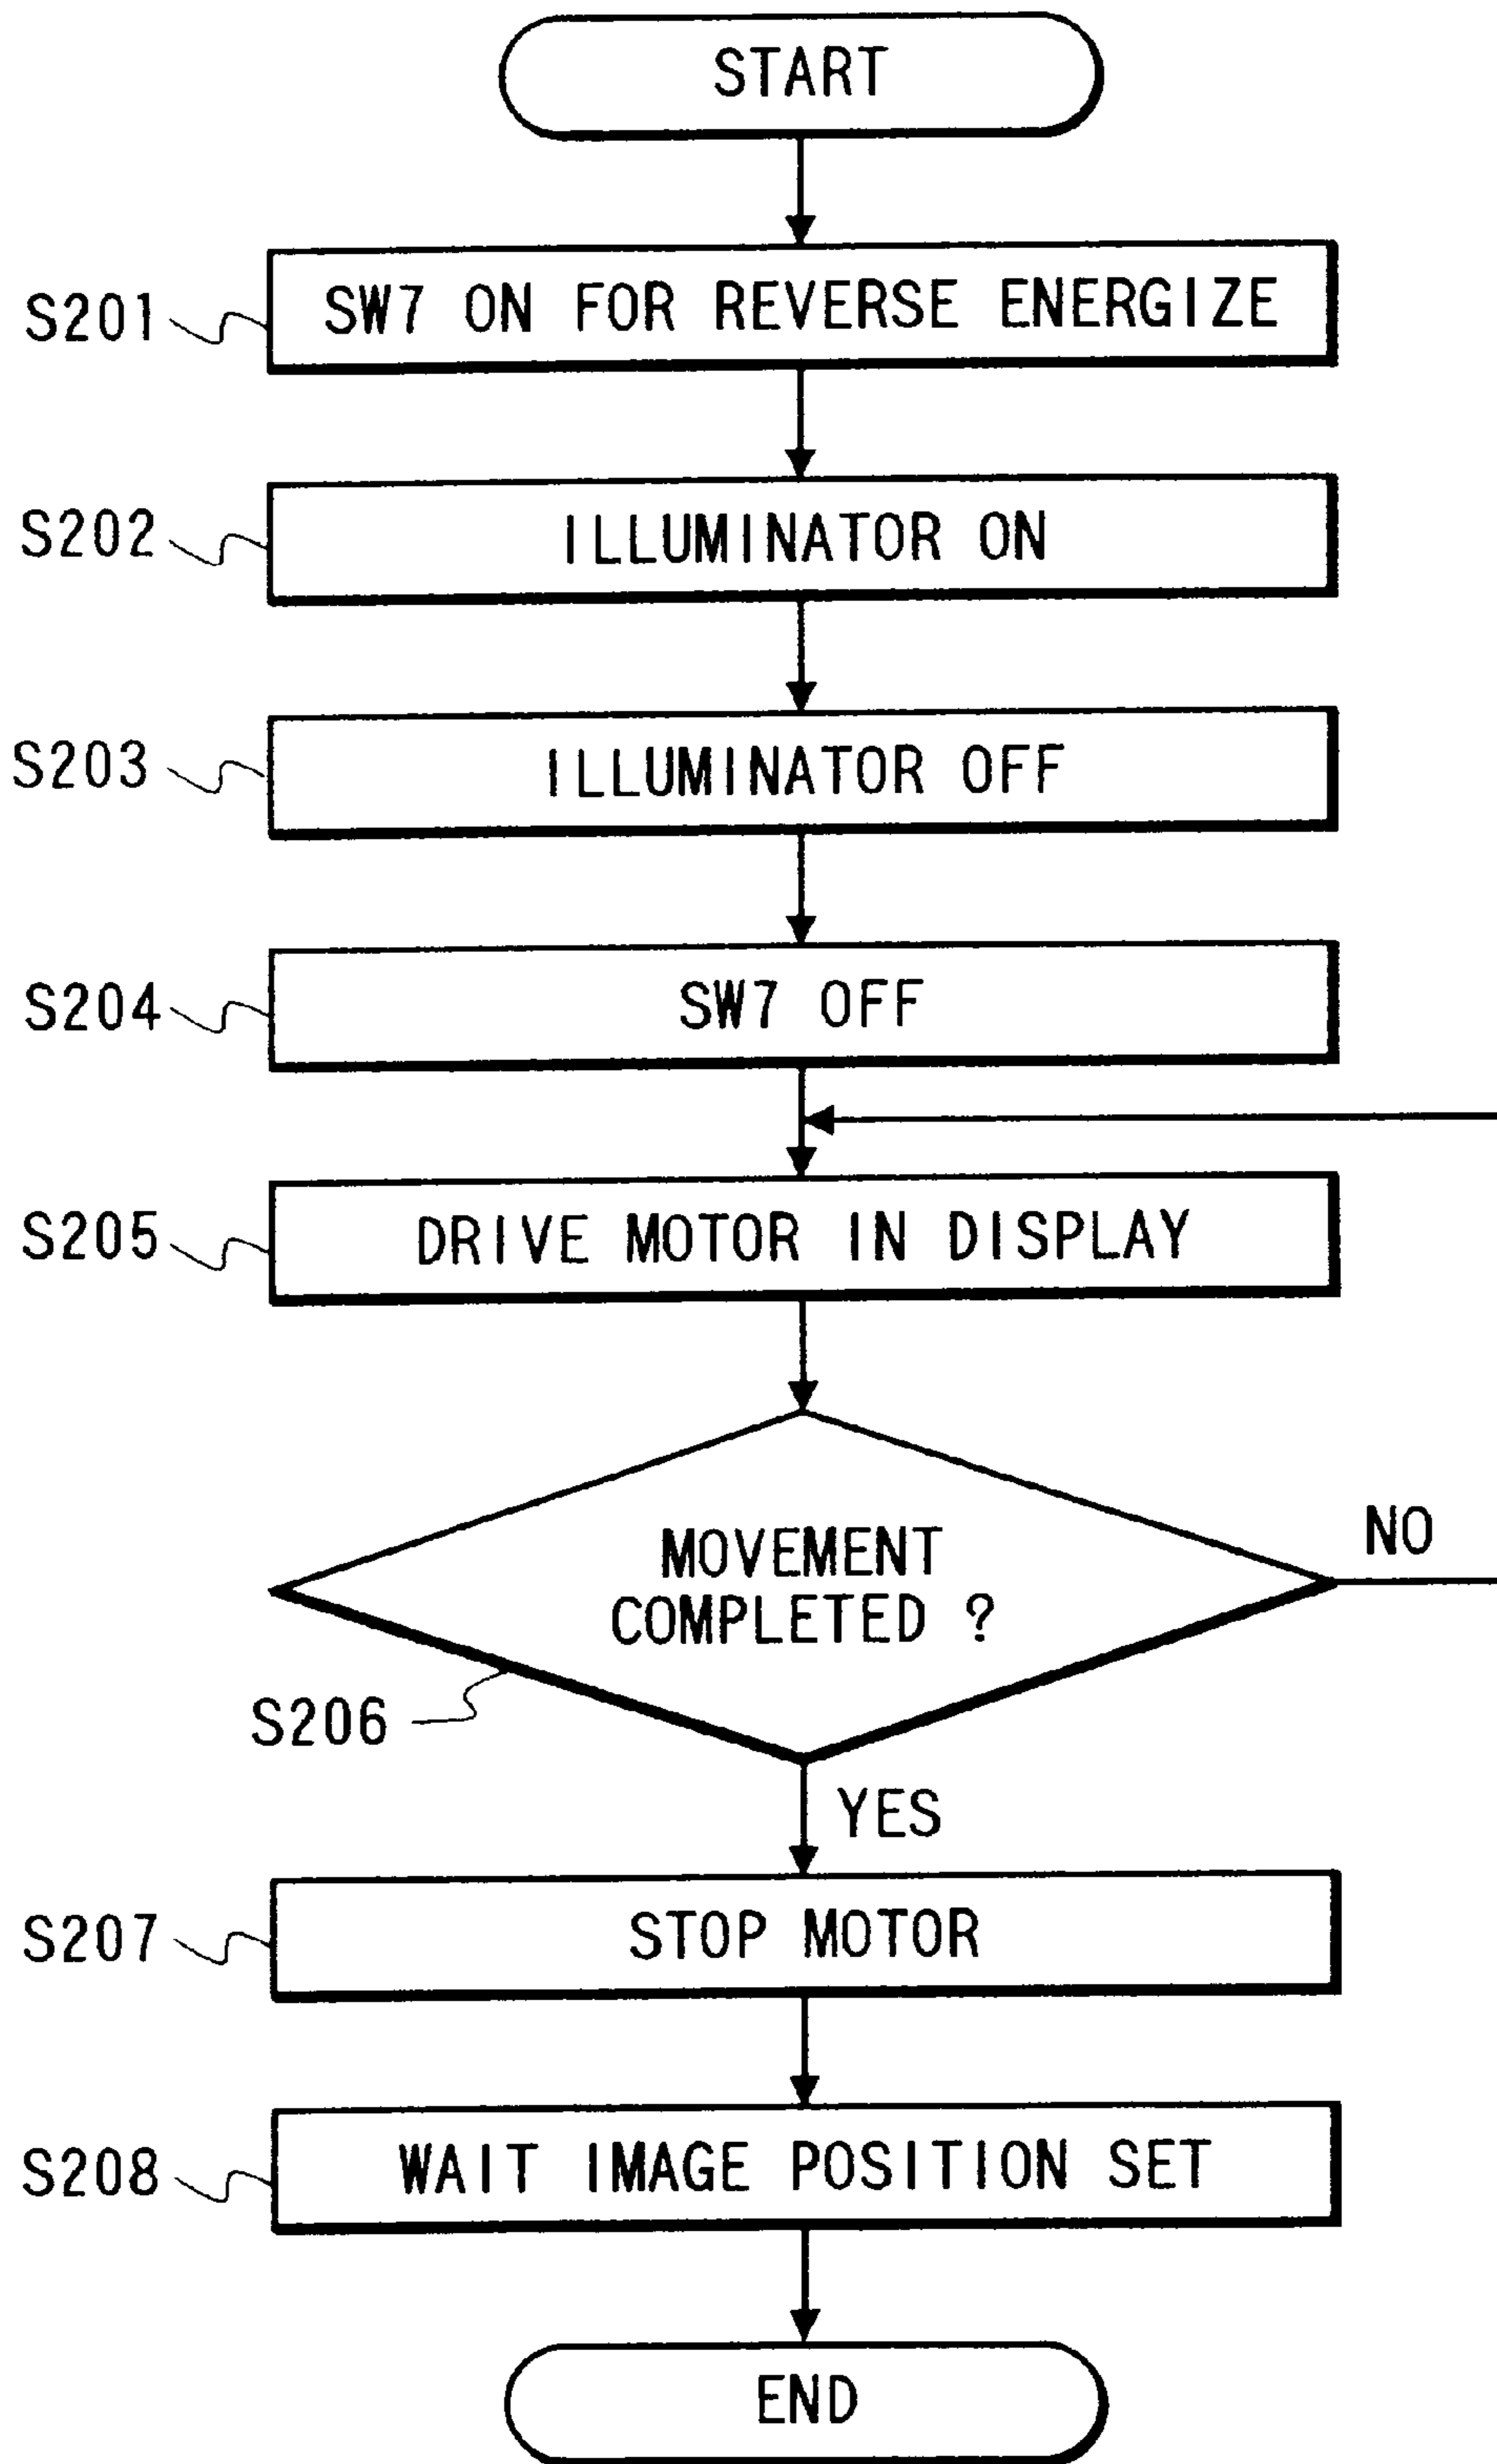 START
S201
SW7 ON FOR REVERSE ENERGIZE
S202
ILLUMINATOR ON
S203
ILLUMINATOR OFF
S204
SW7 OFF
S205
DRIVE MOTOR IN DISPLAY
MOVEMENT
COMPLETED ?
NO
S206
YES
S207
STOP MOTOR
S208
WAIT IMAGE POSITION SET
END